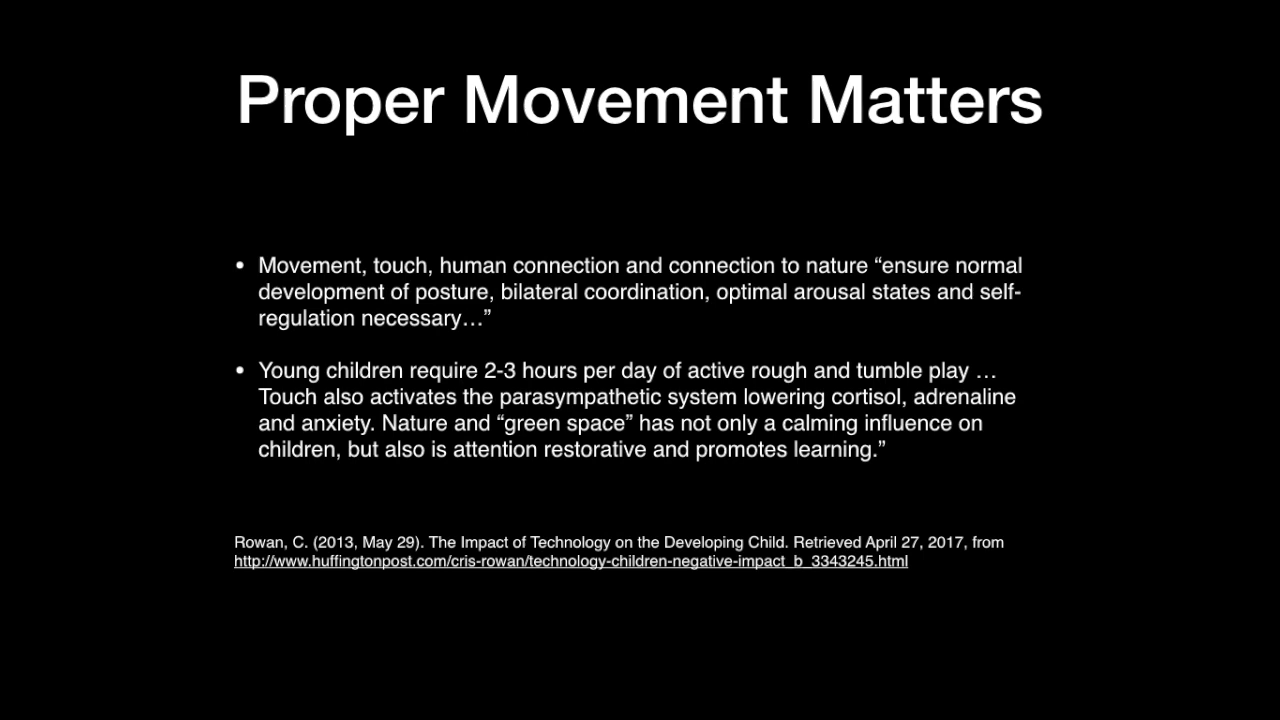 Proper Movement Matters
• Movement, touch, human connection and connection to nature “ensure normal
development of posture, bilateral coordination, optimal arousal states and self-
regulation necessary…”
• Young children require 2-3 hours per day of active rough and tumble play …
Touch also activates the parasympathetic system lowering cortisol, adrenaline
and anxiety. Nature and “green space” has not only a calming influence on
children, but also is attention restorative and promotes learning.”
Rowan, C. (2013, May 29). The Impact of Technology on the Developing Child. Retrieved April 27, 2017, from
http://www.huffingtonpost.com/cris-rowan/technology-children-negative-impact_b_3343245.html